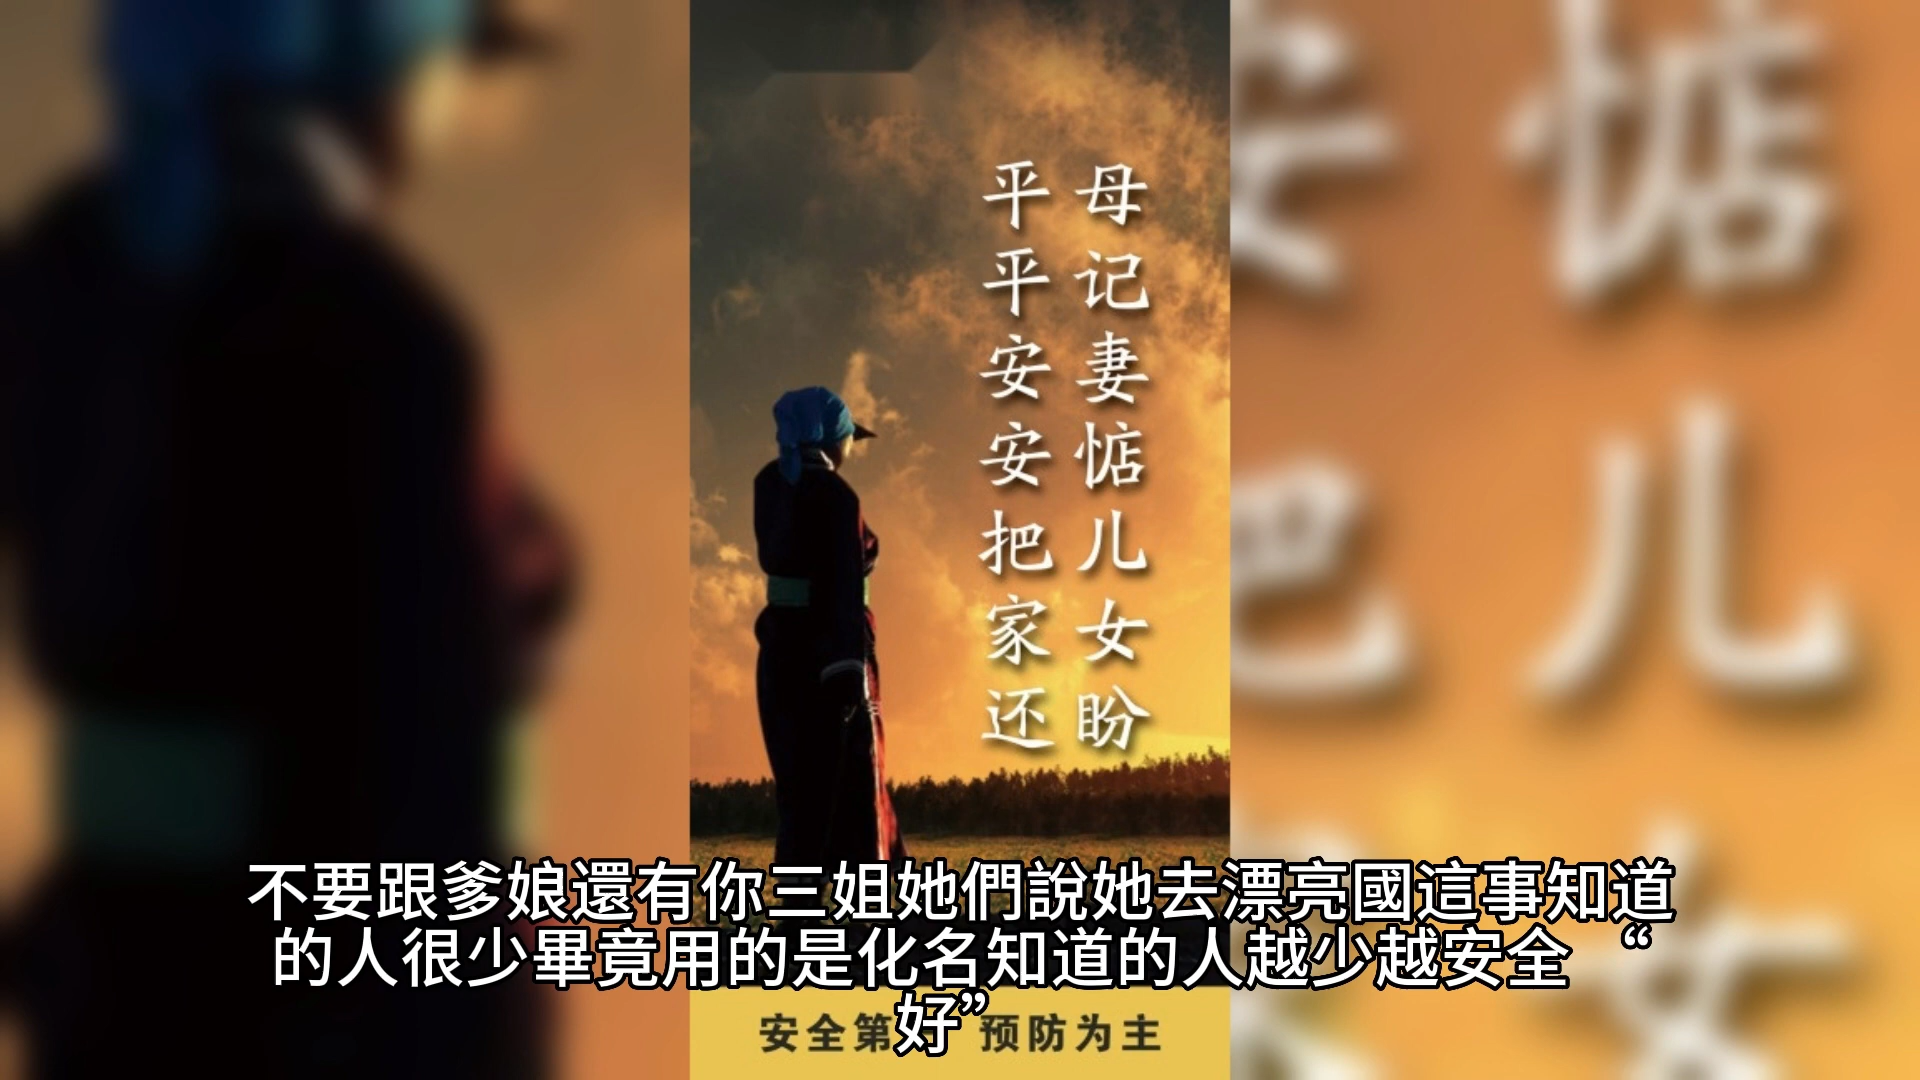 母记妻惦儿女盼
平平安安把家还
不要跟爹娘還有你三姐她們說她去漂亮國這事知道
的人很少畢竟用的是化名知道的人越少越安全 “
好”
安全第 预防为主